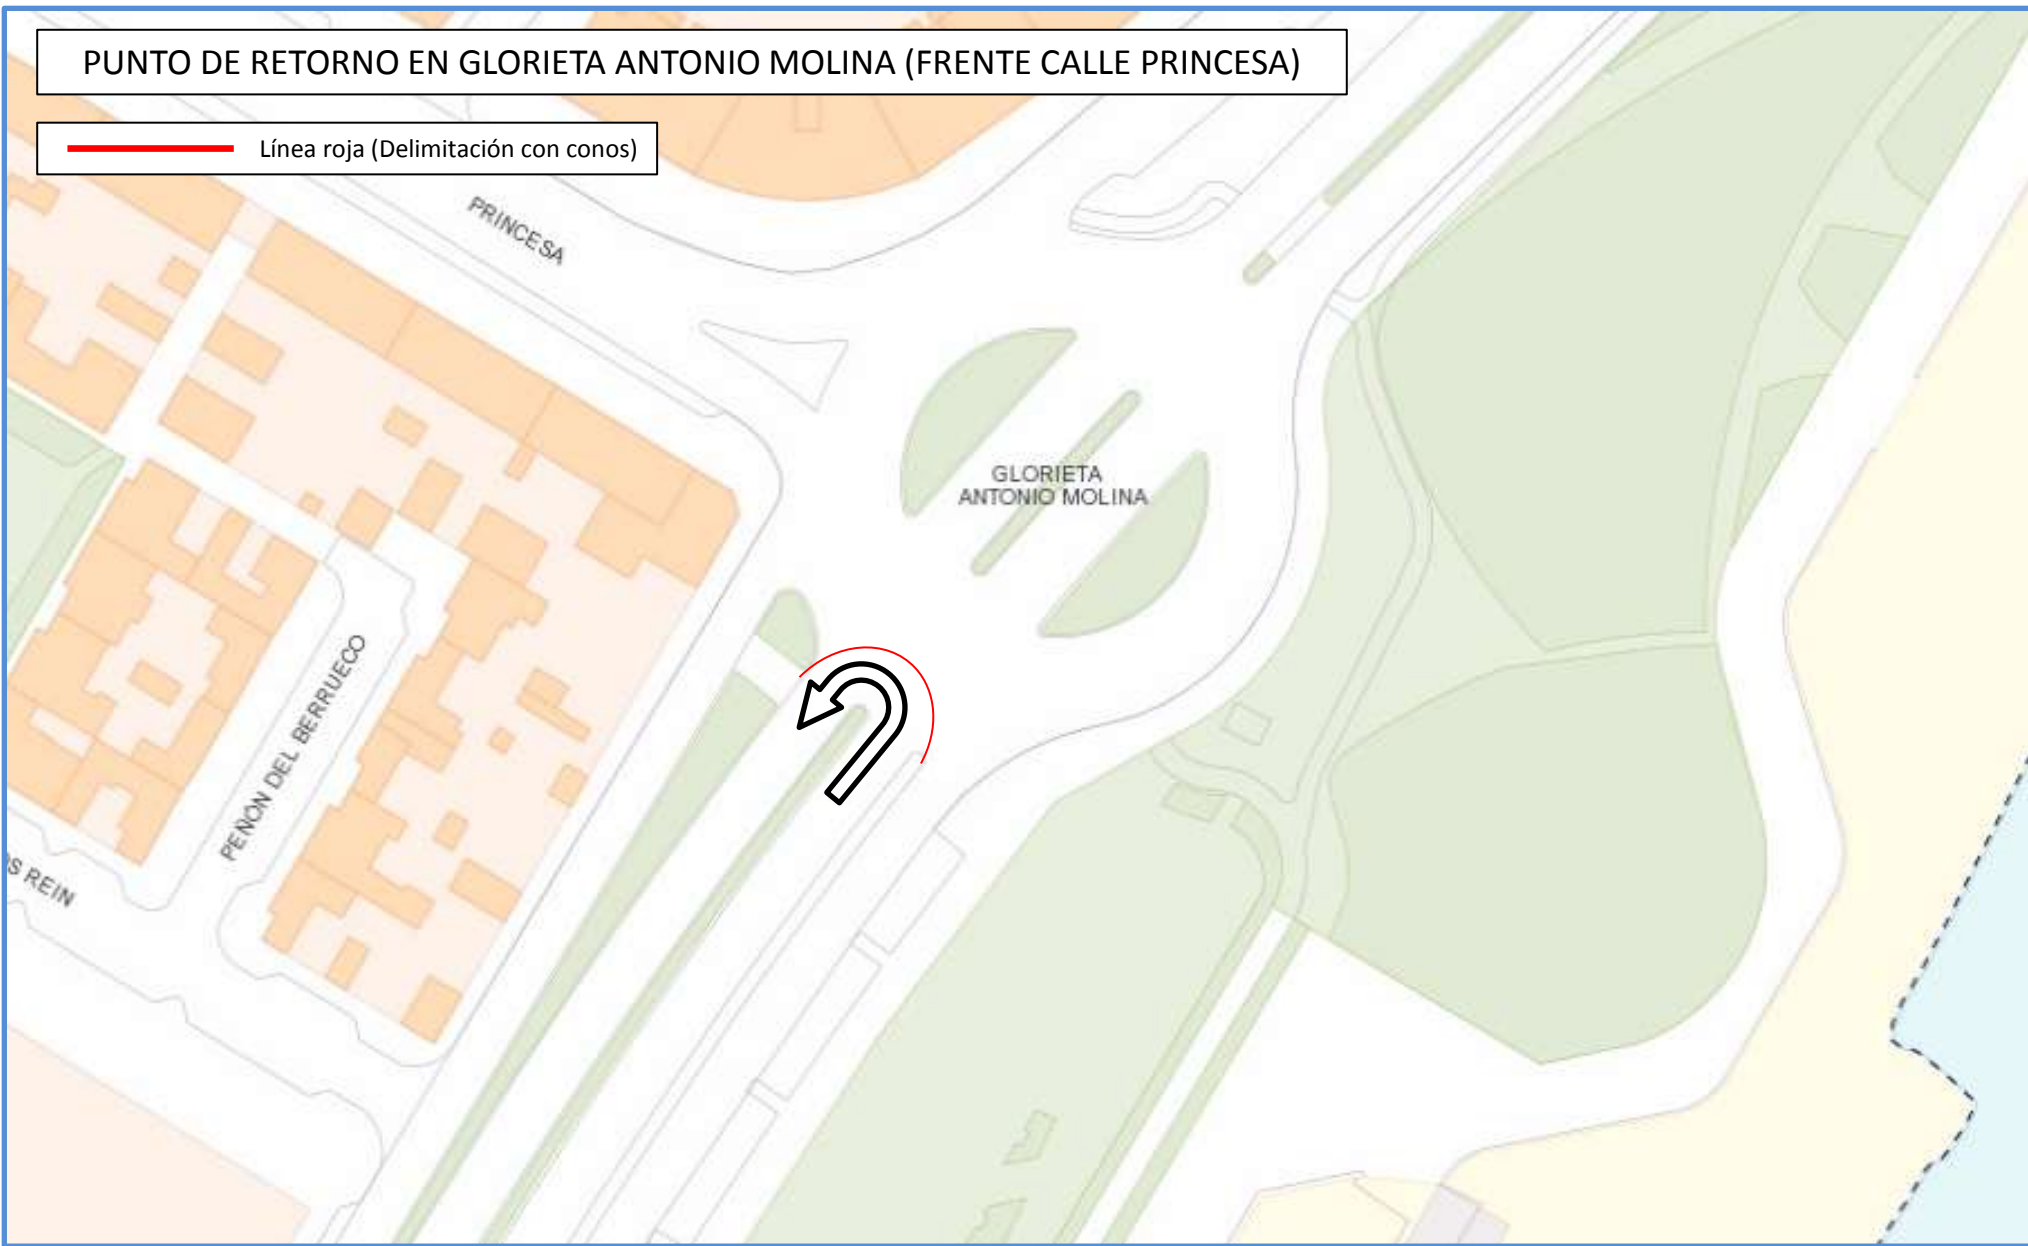 PUNTO DE RETORNO EN GLORIETA ANTONIO MOLINA (FRENTE CALLE PRINCESA)
Línea roja (Delimitación con conos)
PRINCESA
GLORIETA
ANTONIO MOLINA
PEÑÓN DEL BERRUECO
REIN